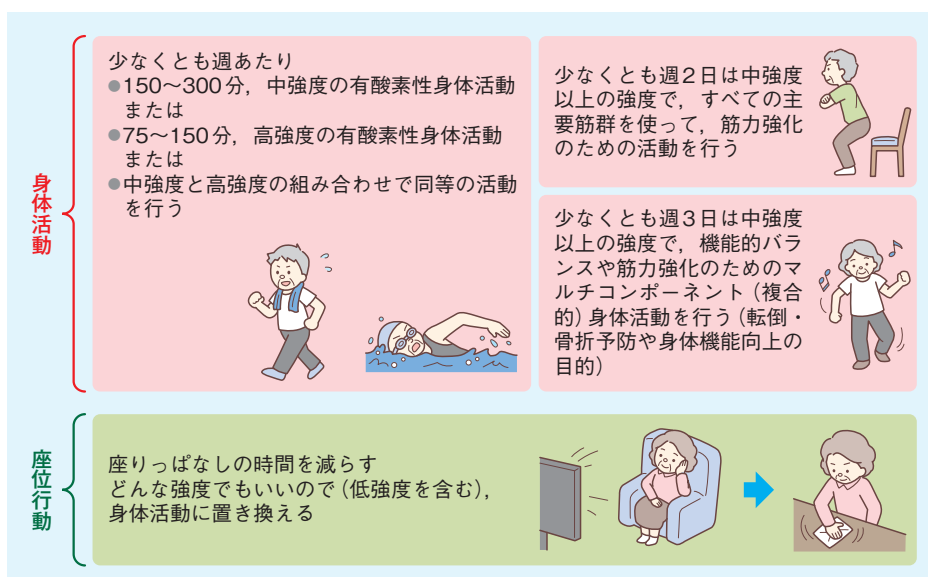 身体活動
少なくとも週あたり
●150〜300分，中強度の有酸素性身体活動
または
●75〜150分，高強度の有酸素性身体活動
または
●中強度と高強度の組み合わせで同等の活動
を行う
少なくとも週2日は中強度
以上の強度で，すべての主
要筋群を使って，筋力強化
のための活動を行う
少なくとも週3日は中強度
以上の強度で，機能的バラ
ンスや筋力強化のためのマ
ルチコンポーネント（複合
的）身体活動を行う（転倒・
骨折予防や身体機能向上の
目的）
座位行動
座りっぱなしの時間を減らす
どんな強度でもいいので（低強度を含む），
身体活動に置き換える